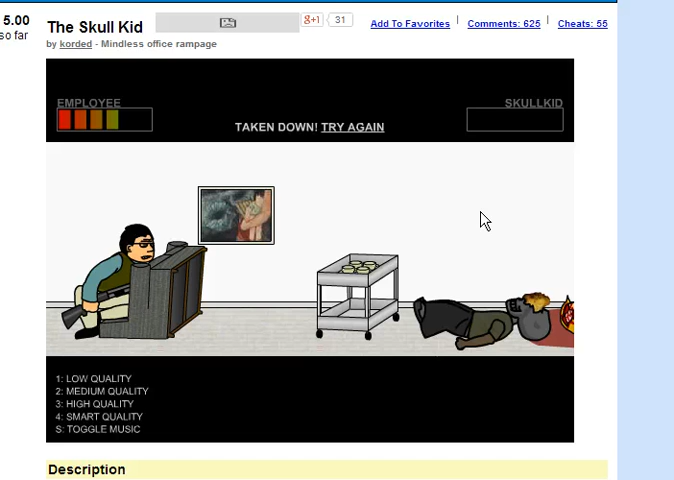 5.00
so far
The Skull Kid
g+1 31
Add To Favorites | Comments: 625 | Cheats: 55
by korded - Mindless office rampage
EMPLOYEE
SKULLKID
TAKEN DOWN! TRY AGAIN
1: LOW QUALITY
2: MEDIUM QUALITY
3: HIGH QUALITY
4: SMART QUALITY
S: TOGGLE MUSIC
Description